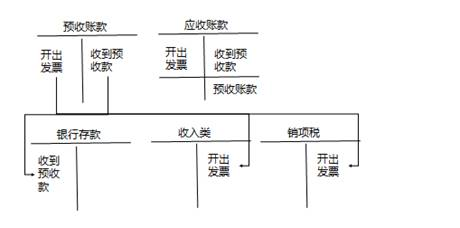 预收账款 应收账款
开出 收到预 开出 收到预
发票 收款 发票 收款
预收账款
银行存款 收入类 销项税
收到 开出 开出
预收 发票 发票
款